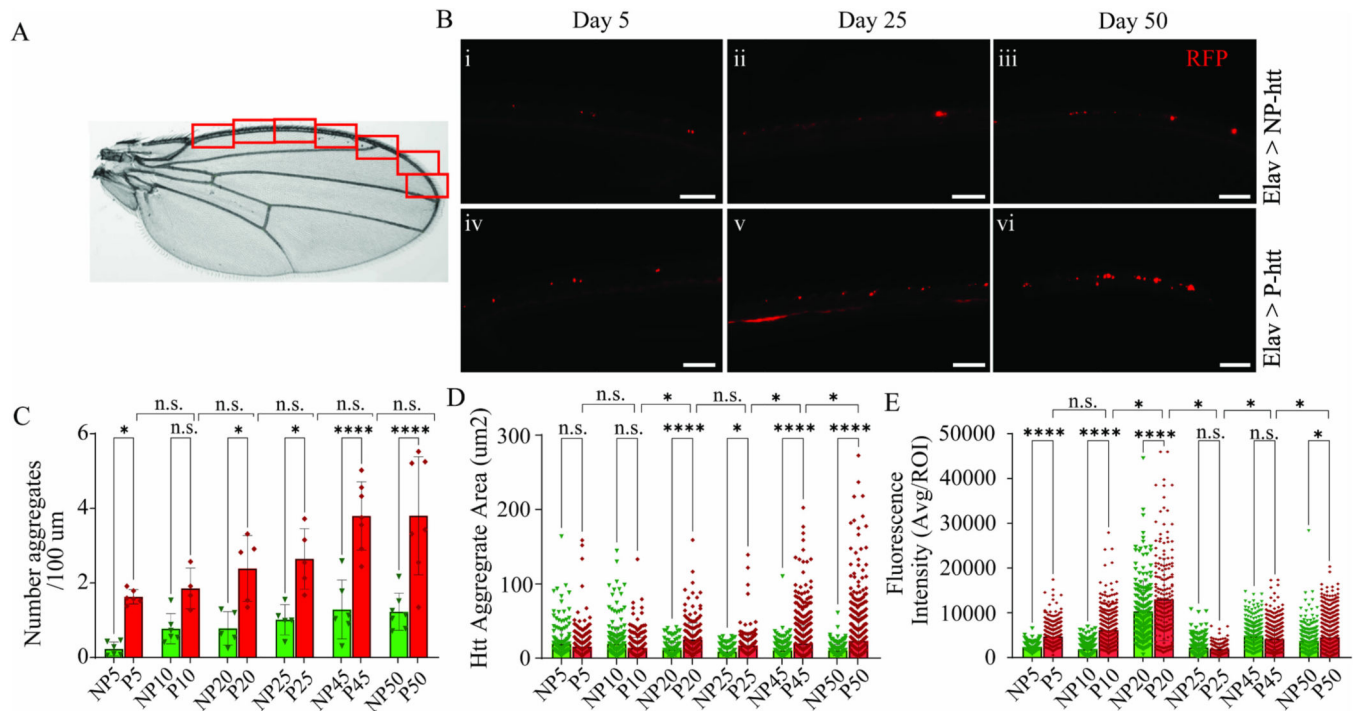 A
B
Day 5
Day 25
Day 50
i
ii
iii
RFP
Elav > NP-htt
iv
v
vi
Elav > P-htt
C
n.s.
n.s.
n.s.
n.s.
n.s.
*
n.s.
*
*
****
****
Number aggregates
/100 um
6
4
2
0
NP5
P5
NP10
P10
NP20
P20
NP25
P25
NP45
P45
NP50
P50
D
n.s.
*
n.s.
*
*
n.s.
n.s.
****
*
****
****
Htt Aggregrate Area (um2)
300
200
100
0
NP5
P5
NP10
P10
NP20
P20
NP25
P25
NP45
P45
NP50
P50
E
n.s.
*
*
*
*
****
****
****
n.s.
n.s.
*
Fluorescence
Intensity (Avg/ROI)
50000
40000
30000
20000
10000
0
NP5
P5
NP10
P10
NP20
P20
NP25
P25
NP45
P45
NP50
P50